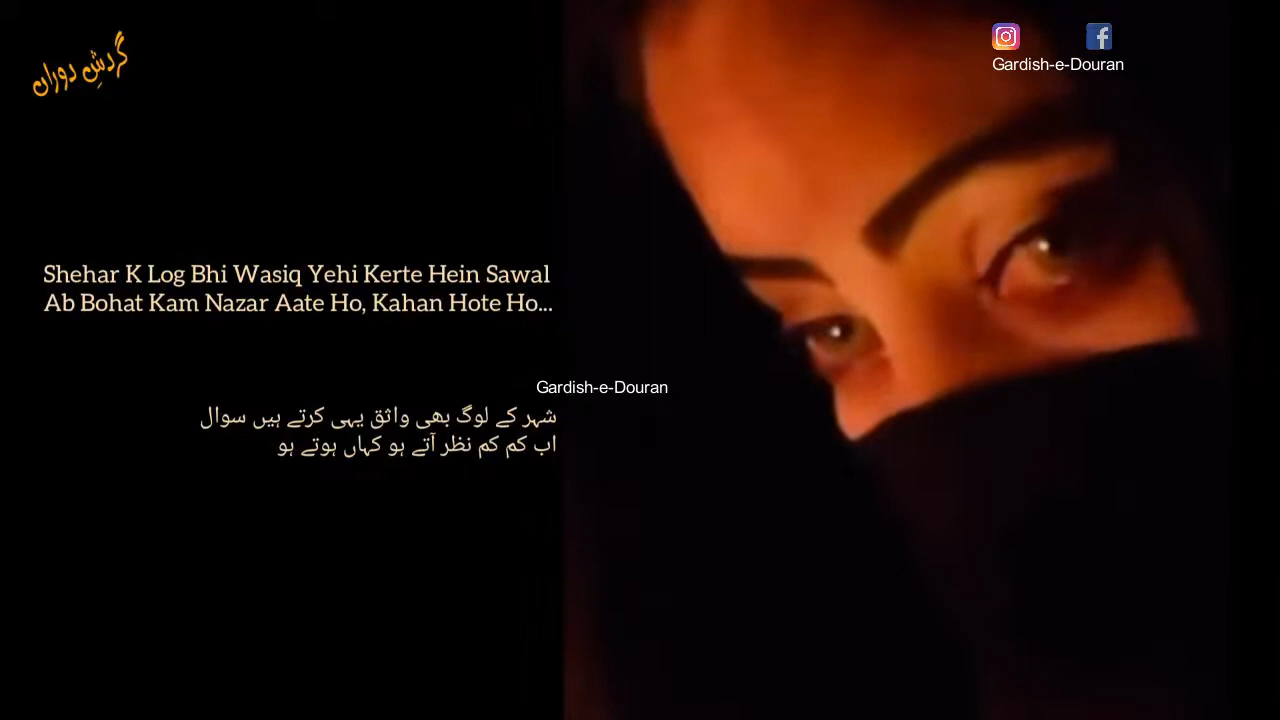 گردشِ دوراں
Gardish-e-Douran
Shehar K Log Bhi Wasiq Yehi Kerte Hein Sawal
Ab Bohat Kam Nazar Aate Ho, Kahan Hote Ho...
Gardish-e-Douran
شہر کے لوگ بھی واثق یہی کرتے ہیں سوال
اب کم کم نظر آتے ہو کہاں ہوتے ہو